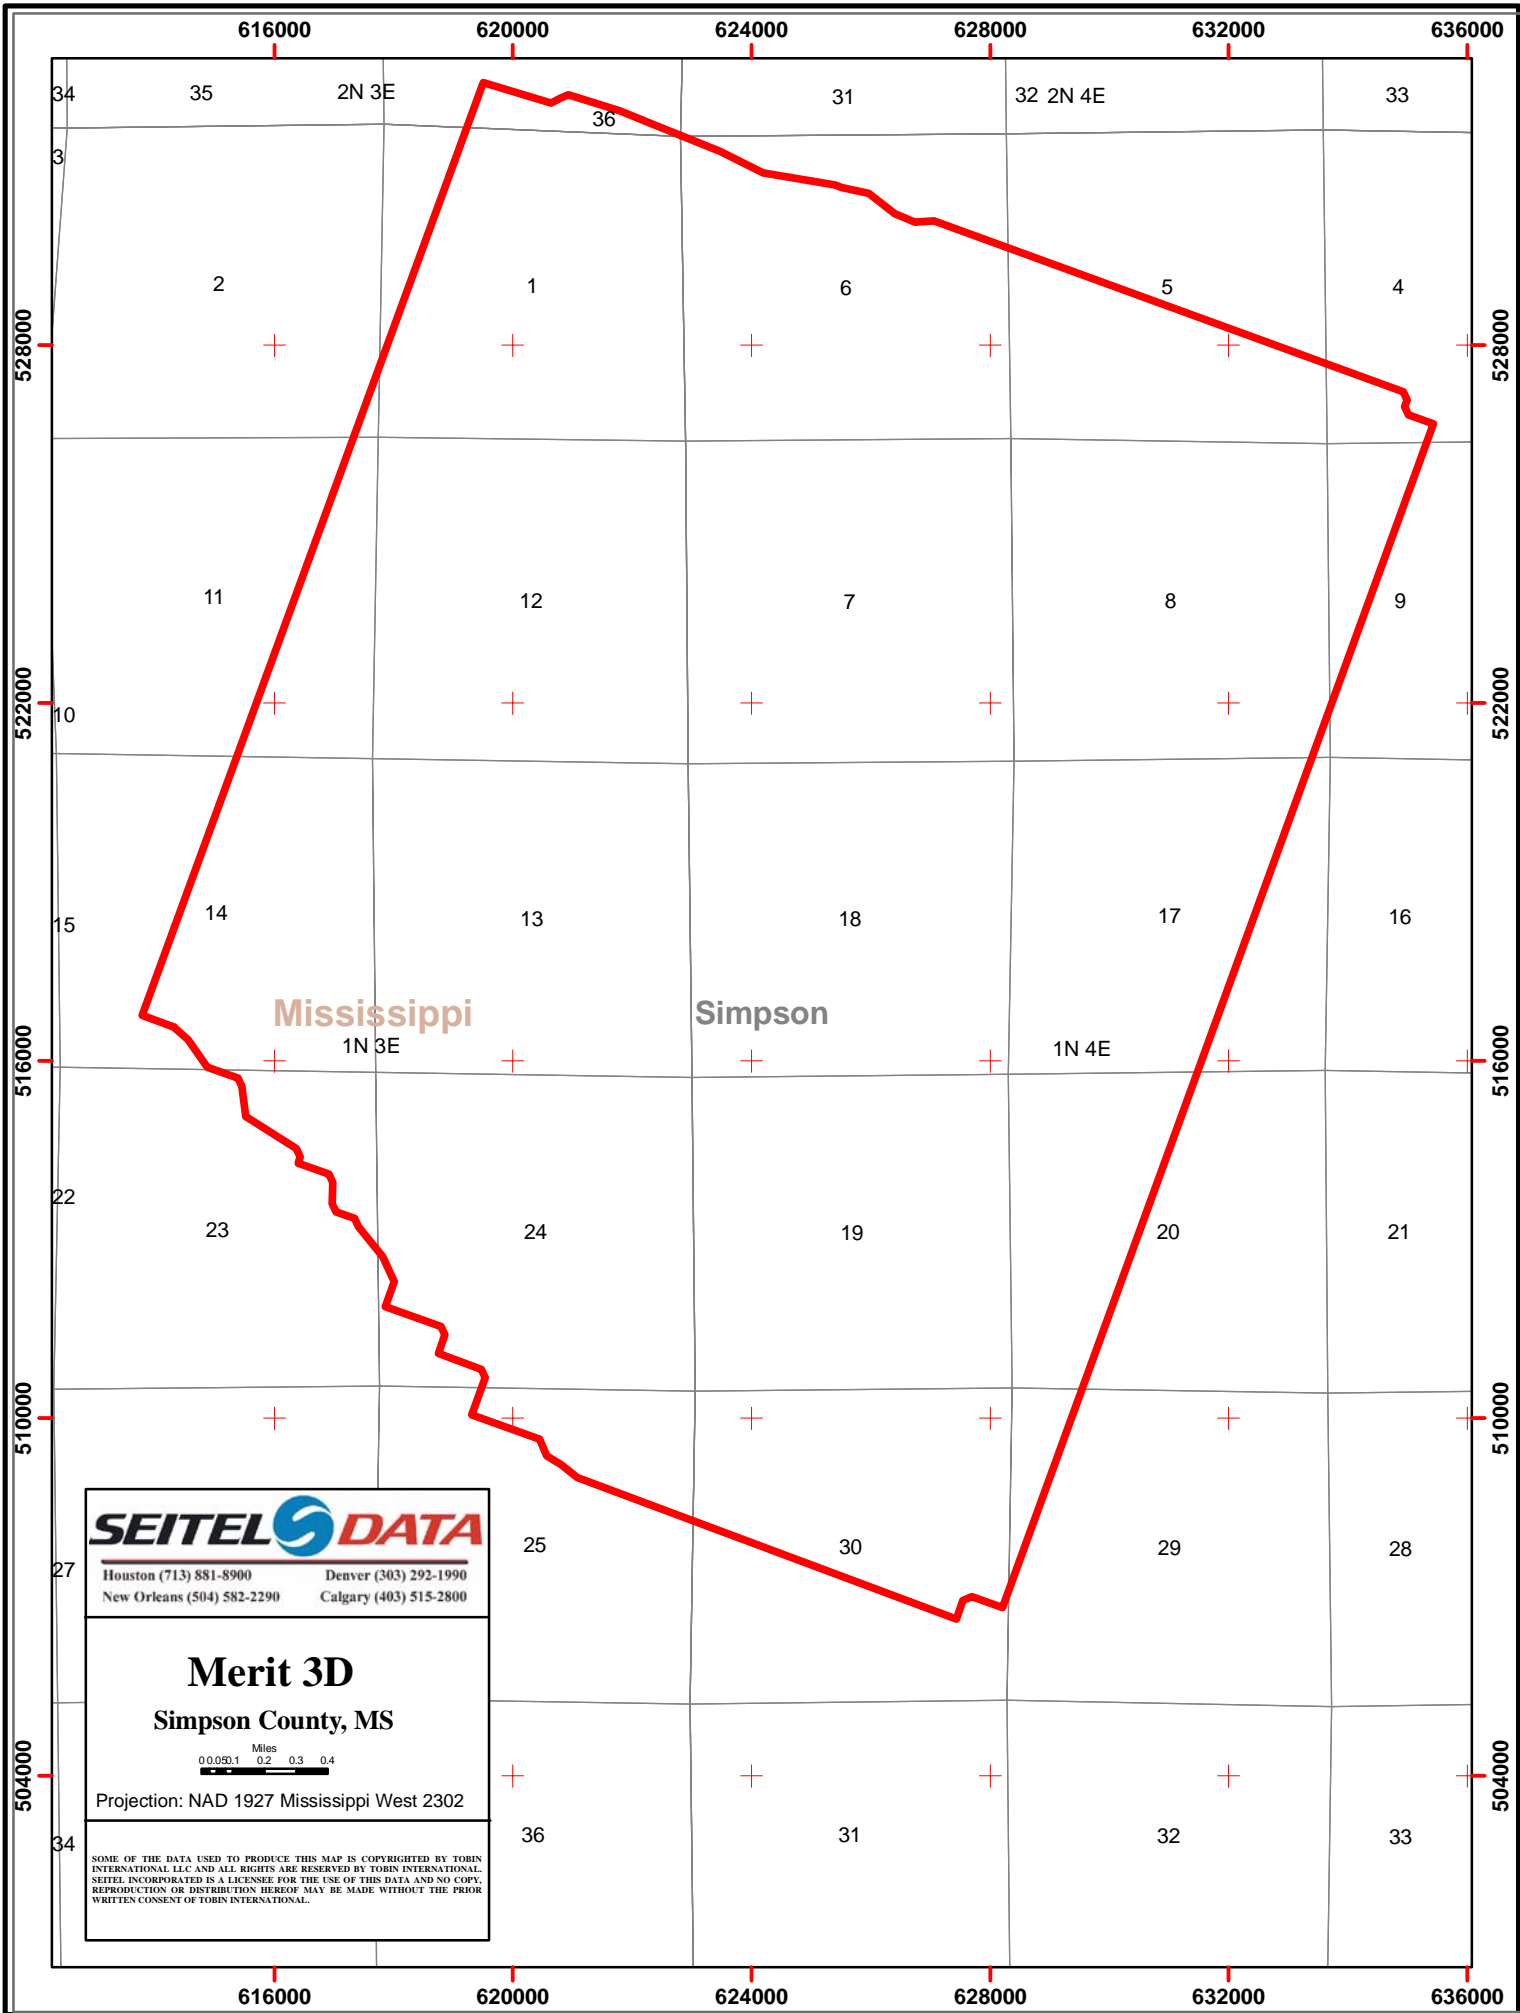 616000 620000 624000 628000 632000 636000
34 35 2N 3E 36 31 32 2N 4E 33
3
2 1 6 5 4
528000 528000
11 12 7 8 9
10
522000 522000
15 14 13 18 17 16
Mississippi Simpson
1N 3E 1N 4E
516000 516000
22 23 24 19 20 21
510000 510000
27 25 30 29 28
SEITEL DATA
Houston (713) 881-8900 Denver (303) 292-1990
New Orleans (504) 582-2290 Calgary (403) 515-2800
Merit 3D
Simpson County, MS
Miles
0 0.05 0.1 0.2 0.3 0.4
Projection: NAD 1927 Mississippi West 2302
504000 504000
34 36 31 32 33
SOME OF THE DATA USED TO PRODUCE THIS MAP IS COPYRIGHTED BY TOBIN
INTERNATIONAL LLC AND ALL RIGHTS ARE RESERVED BY TOBIN INTERNATIONAL.
SEITEL INCORPORATED IS A LICENSEE FOR THE USE OF THIS DATA AND NO COPY,
REPRODUCTION OR DISTRIBUTION HEREOF MAY BE MADE WITHOUT THE PRIOR
WRITTEN CONSENT OF TOBIN INTERNATIONAL.
616000 620000 624000 628000 632000 636000